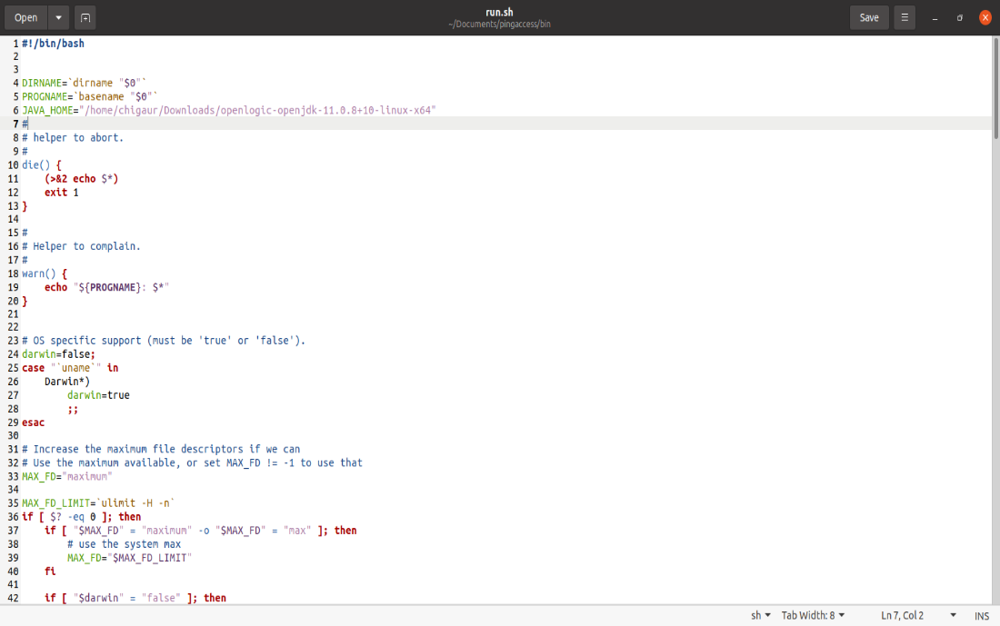 Open
run.sh
~/Documents/pingaccess/bin
Save
1 #!/bin/bash
2
3
4 DIRNAME=`dirname "$0"`
5 PROGNAME=`basename "$0"`
6 JAVA_HOME="/home/chigaur/Downloads/openlogic-openjdk-11.0.8+10-linux-x64"
7 #
8 # helper to abort.
9 #
10 die() {
11     (>&2 echo $*)
12     exit 1
13 }
14
15 #
16 # Helper to complain.
17 #
18 warn() {
19     echo "${PROGNAME}: $*"
20 }
21
22
23 # OS specific support (must be 'true' or 'false').
24 darwin=false;
25 case "`uname`" in
26     Darwin*)
27         darwin=true
28         ;;
29 esac
30
31 # Increase the maximum file descriptors if we can
32 # Use the maximum available, or set MAX_FD != -1 to use that
33 MAX_FD="maximum"
34
35 MAX_FD_LIMIT=`ulimit -H -n`
36 if [ $? -eq 0 ]; then
37     if [ "$MAX_FD" = "maximum" -o "$MAX_FD" = "max" ]; then
38         # use the system max
39         MAX_FD="$MAX_FD_LIMIT"
40     fi
41
42     if [ "$darwin" = "false" ]; then
sh Tab Width: 8 Ln 7, Col 2 INS